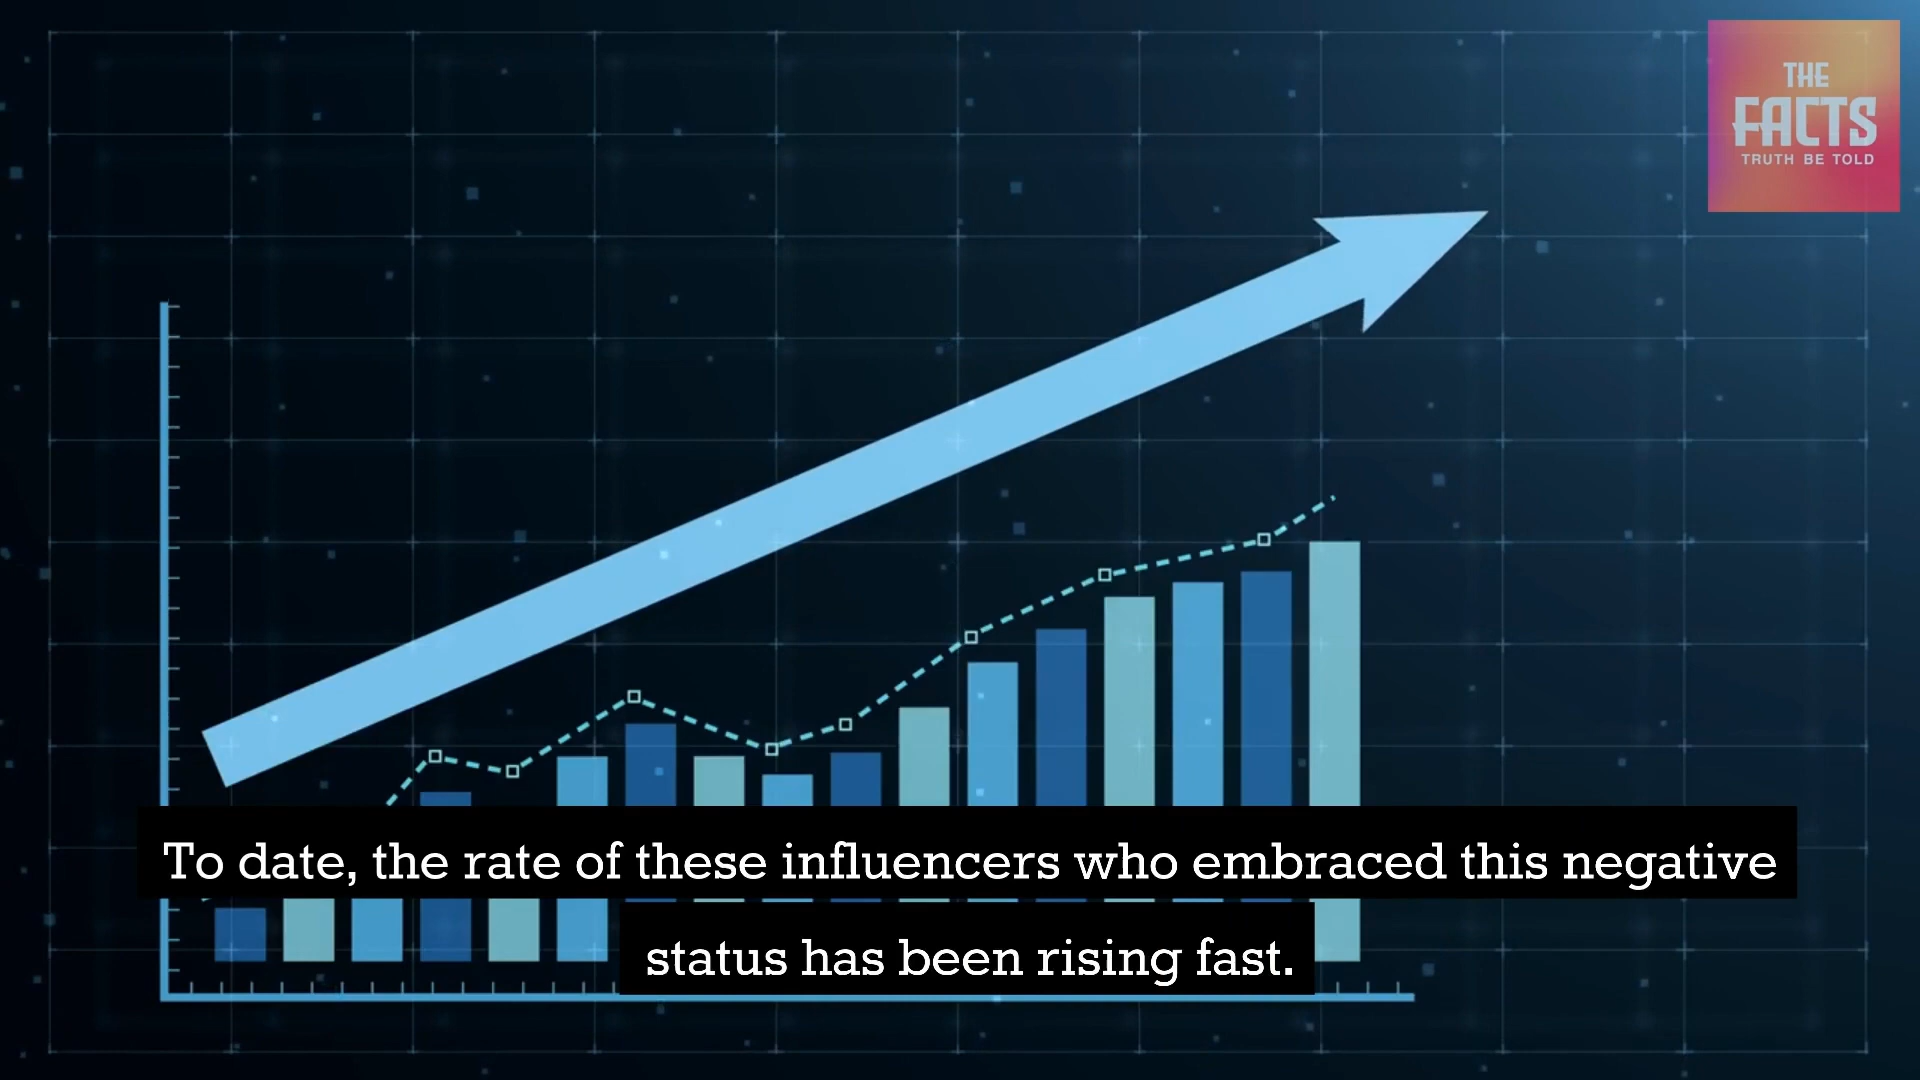 THE
FACTS
TRUTH BE TOLD
To date, the rate of these influencers who embraced this negative
status has been rising fast.